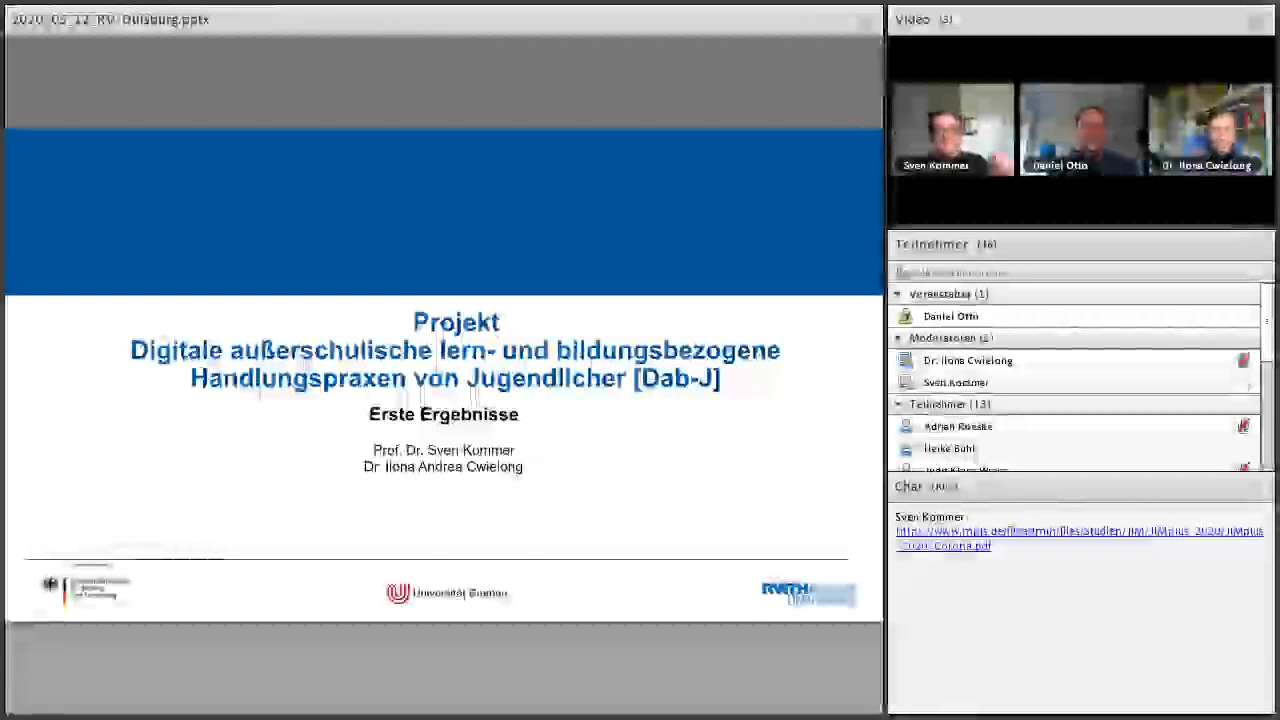 2020_05_12_RV_Duisburg.pptx
Projekt
Digitale außerschulische lern- und bildungsbezogene
Handlungspraxen von Jugendlicher [Dab-J]
Erste Ergebnisse
Prof. Dr. Sven Kommer
Dr. Ilona Andrea Cwielong
Universität Bremen
RWTH
Video (3)
Sven Kommer
Daniel Otto
Dr. Ilona Cwielong
Teilnehmer (16)
Veranstalter (1)
Daniel Otto
Moderatoren (2)
Dr. Ilona Cwielong
Sven Kommer
Teilnehmer (13)
Adrian Roeske
Heike Bühl
Chat
Sven Kommer: